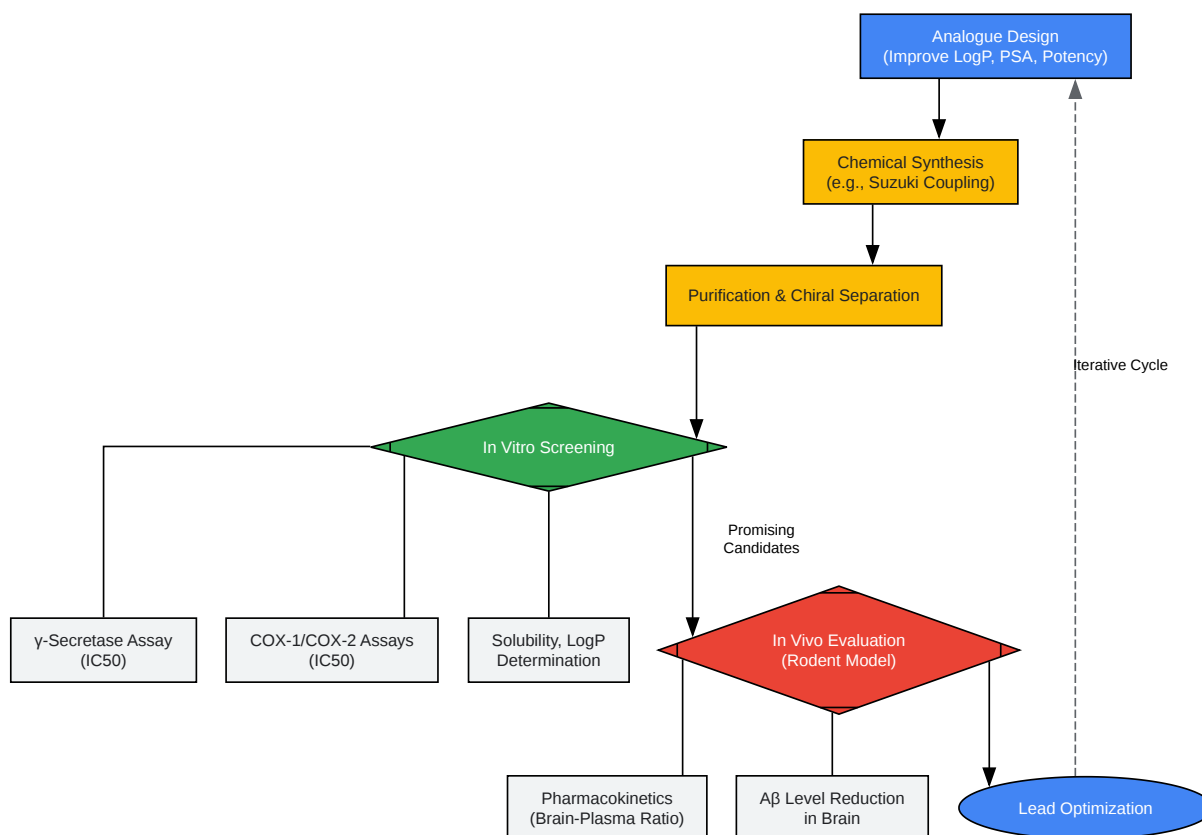 Analogue Design
(Improve LogP, PSA, Potency)
Chemical Synthesis
(e.g., Suzuki Coupling)
Purification & Chiral Separation
Iterative Cycle
In Vitro Screening
Promising
Candidates
γ-Secretase Assay
(IC50)
COX-1/COX-2 Assays
(IC50)
Solubility, LogP
Determination
In Vivo Evaluation
(Rodent Model)
Pharmacokinetics
(Brain-Plasma Ratio)
Aβ Level Reduction
in Brain
Lead Optimization